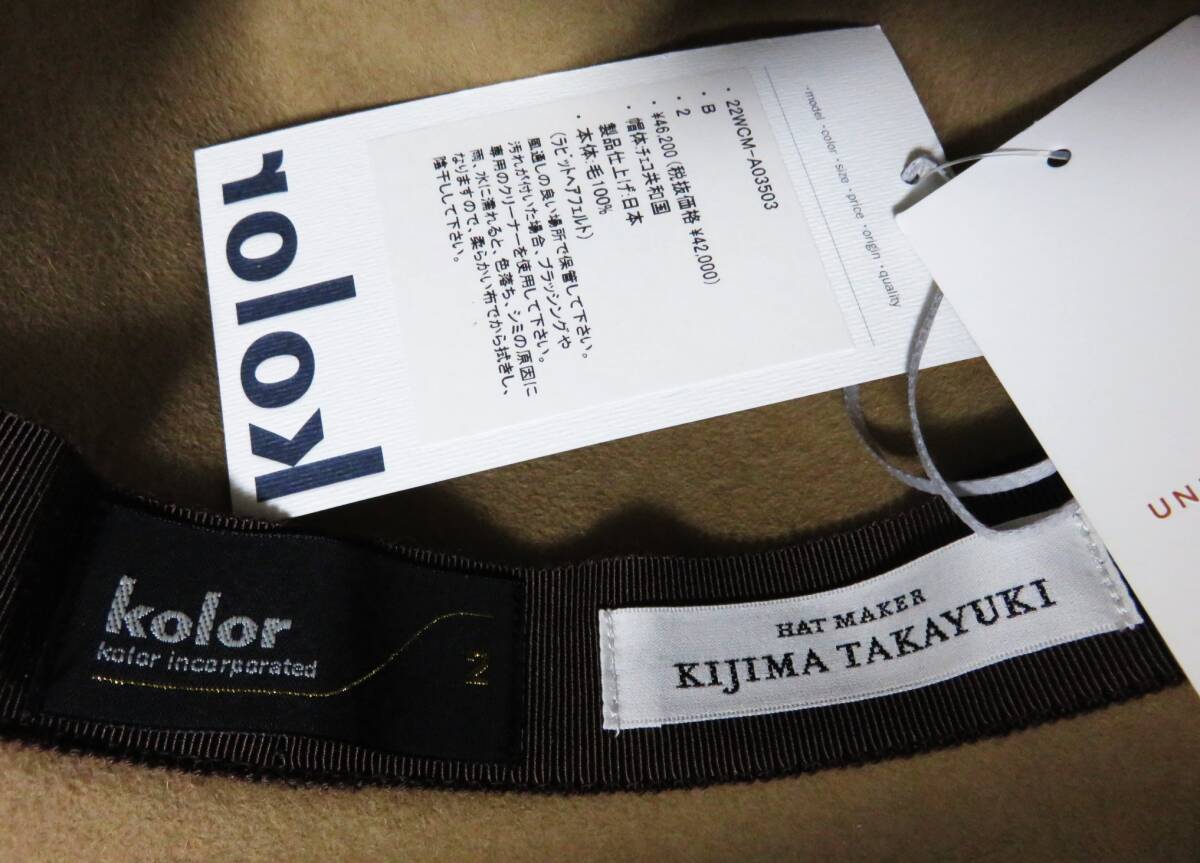 kolor
・model ・color ・size ・price ・origin ・quality
・22WCM-A03503
・B
・2
・¥46,200(税抜価格 ¥42,000)
・帽体:チェコ共和国
製品仕上げ:日本
・本体:毛100%
(ラビットヘアフェルト)
風通しの良い場所で保管して下さい。
汚れが付いた場合、ブラッシングや
専用のクリーナーを使用して下さい。
雨、水に濡れると、色落ち、シミの原因に
なりますので、柔らかい布でから拭きし、
陰干しして下さい。
UN
kolor
kolor incorporated
2
HAT MAKER
KIJIMA TAKAYUKI